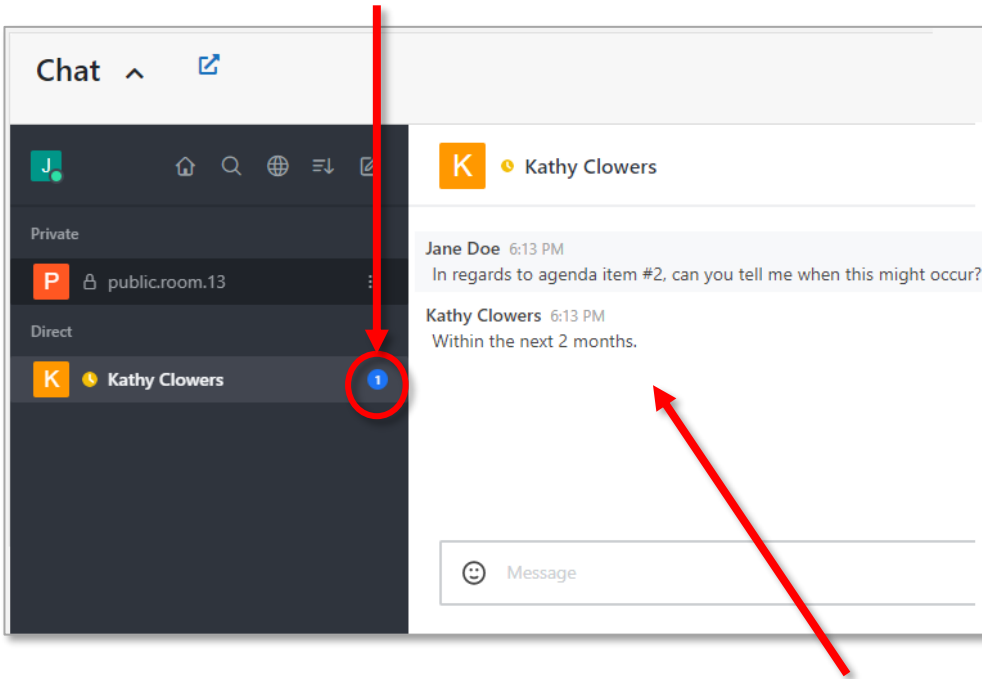 Chat
J
K Kathy Clowers
Private
P public.room.13
Direct
K Kathy Clowers 1
Jane Doe 6:13 PM
In regards to agenda item #2, can you tell me when this might occur?
Kathy Clowers 6:13 PM
Within the next 2 months.
Message